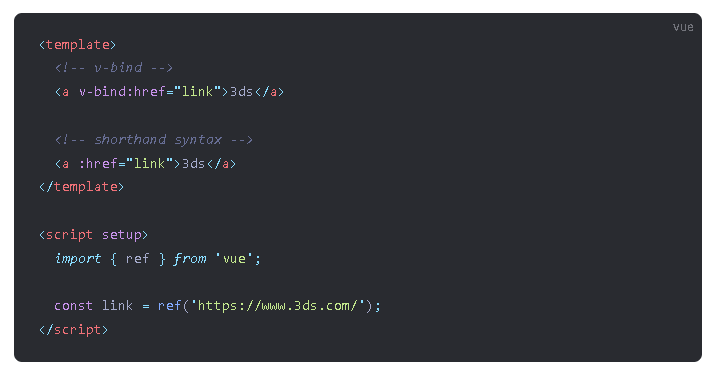 vue
<template>
<!-- v-bind -->
<a v-bind:href="link">3ds</a>
<!-- shorthand syntax -->
<a :href="link">3ds</a>
</template>
<script setup>
import { ref } from 'vue';
const link = ref('https://www.3ds.com/');
</script>